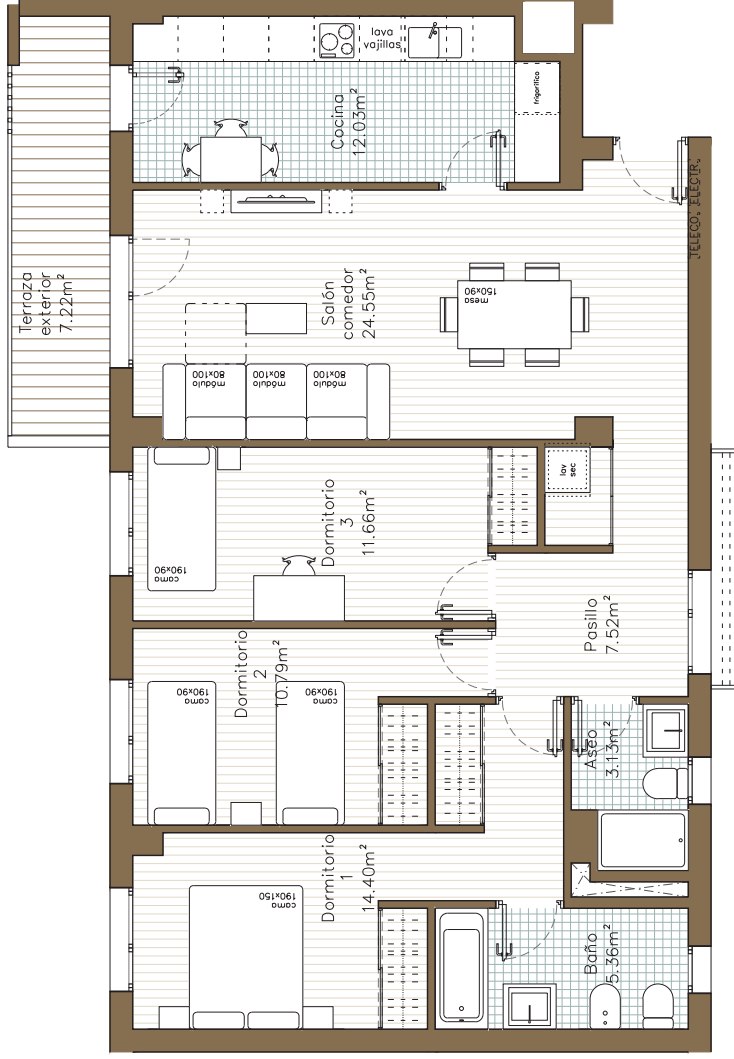 lava
vajillas
frigorífico
Cocina
12.03m²
TELECO. ELECTR.
Terraza
exterior
7.22m²
Salón
comedor
24.55m²
mesa
150x90
módulo
80x100
módulo
80x100
módulo
80x100
lav
sec
Dormitorio
3
11.66m²
cama
190x90
Pasillo
7.52m²
Dormitorio
2
10.79m²
cama
190x90
cama
190x90
Aseo
3.13m²
Dormitorio
1
14.40m²
cama
190x150
Baño
5.36m²